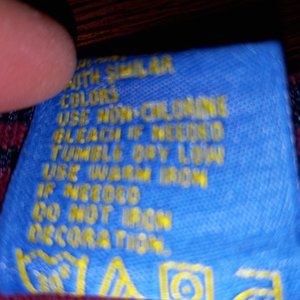 WITH SIMILAR
COLORS
USE NON-CHLORINE
BLEACH IF NEEDED
TUMBLE DRY LOW
USE WARM IRON
IF NEEDED
DO NOT IRON
DECORATION.